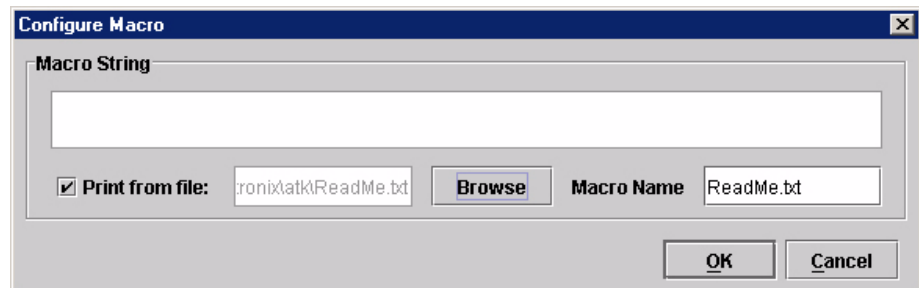 Configure Macro
Macro String
Print from file: ronix\atk\ReadMe.txt Browse Macro Name ReadMe.txt
OK Cancel